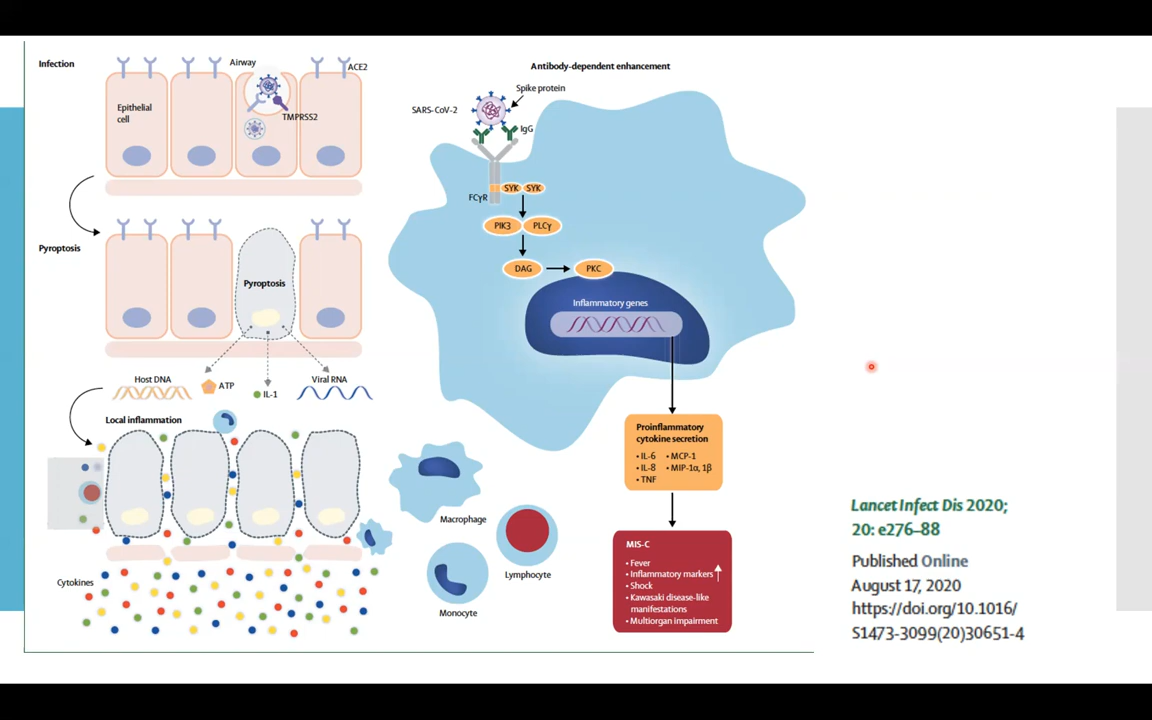 Infection
Airway
ACE2
Epithelial
cell
TMPRSS2
Pyroptosis
Pyroptosis
Host DNA
ATP
IL-1
Viral RNA
Local inflammation
Cytokines
Macrophage
Lymphocyte
Monocyte
Antibody-dependent enhancement
Spike protein
SARS-CoV-2
IgG
FCγR
SYK SYK
PIK3 PLCγ
DAG PKC
Inflammatory genes
Proinflammatory
cytokine secretion
• IL-6 • MCP-1
• IL-8 • MIP-1α, 1β
• TNF
MIS-C
• Fever
• Inflammatory markers
• Shock
• Kawasaki disease-like
manifestations
• Multiorgan impairment
Lancet Infect Dis 2020;
20: e276–88
Published Online
August 17, 2020
https://doi.org/10.1016/
S1473-3099(20)30651-4